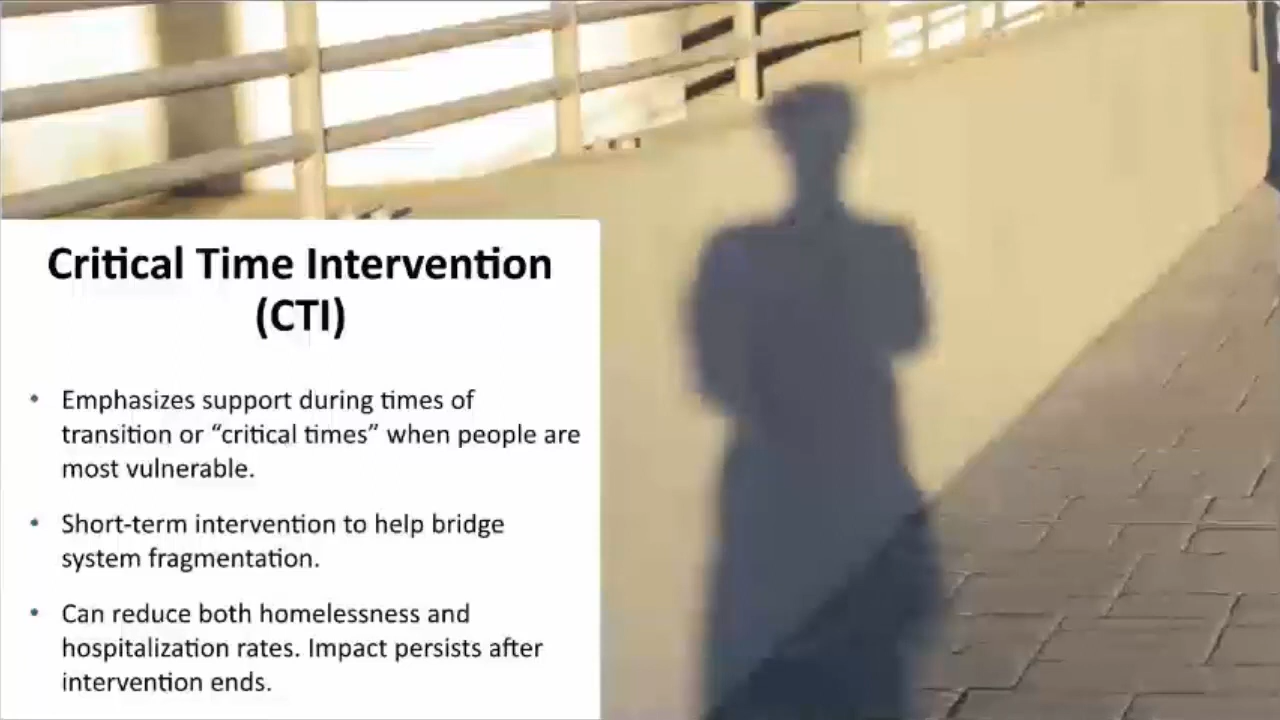 Critical Time Intervention
(CTI)
• Emphasizes support during times of
transition or “critical times” when people are
most vulnerable.
• Short-term intervention to help bridge
system fragmentation.
• Can reduce both homelessness and
hospitalization rates. Impact persists after
intervention ends.